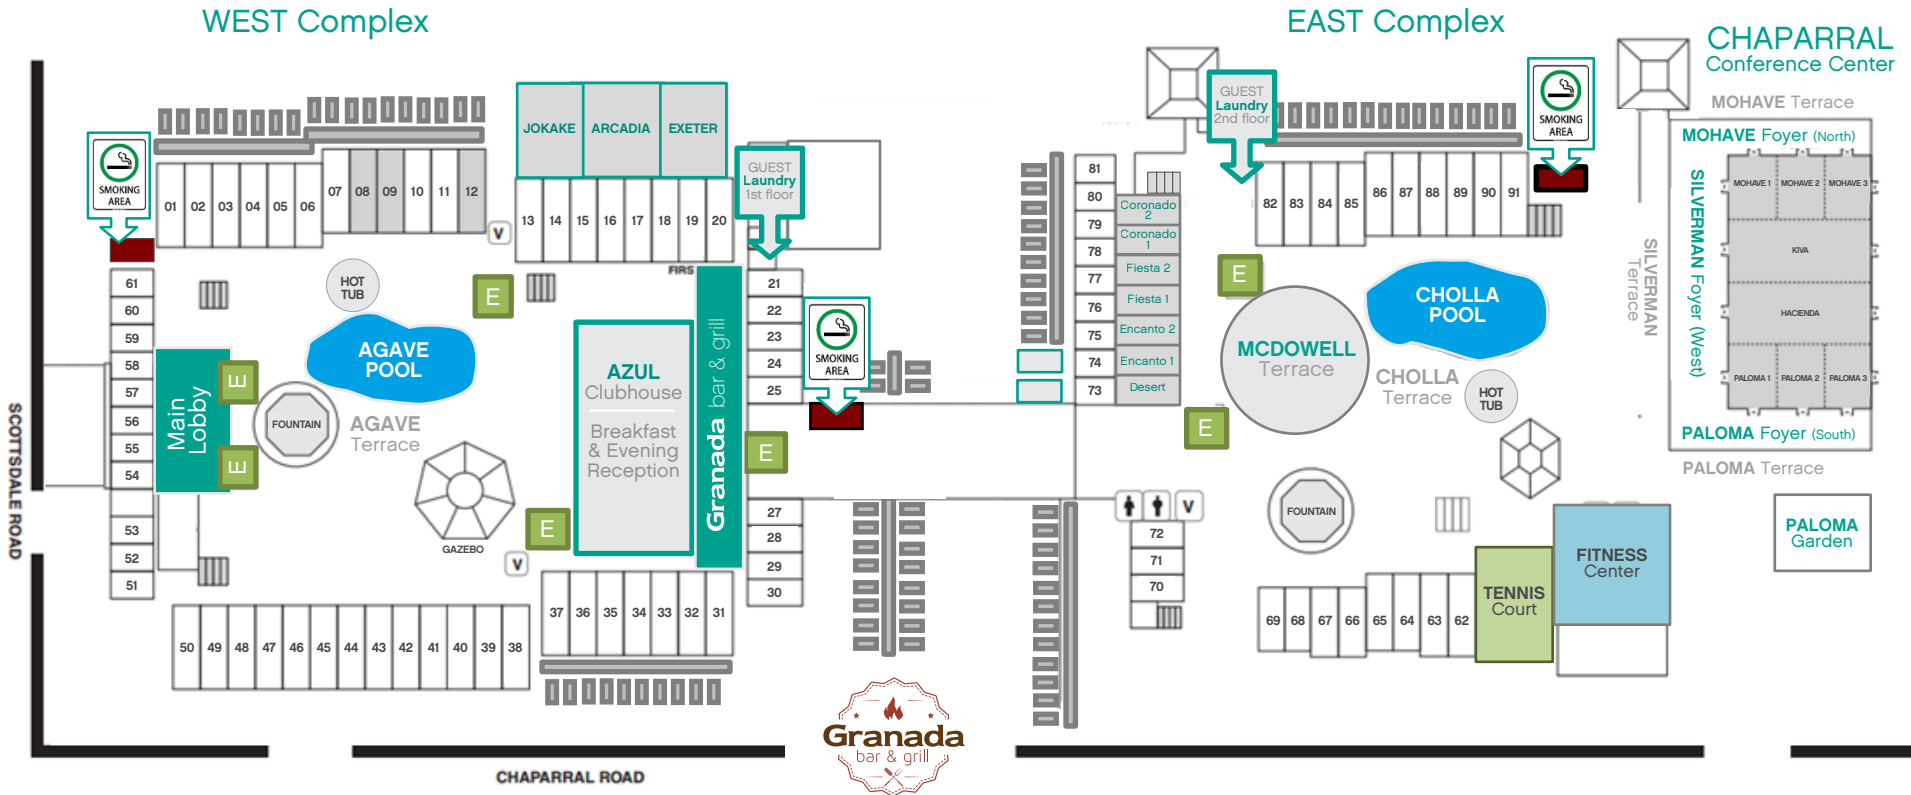 WEST Complex
EAST Complex
CHAPARRAL
Conference Center
MOHAVE Terrace
MOHAVE Foyer (North)
SILVERMAN Foyer (West)
SILVERMAN
Terrace
MOHAVE 1
MOHAVE 2
MOHAVE 3
KIVA
HACIENDA
PALOMA 1
PALOMA 2
PALOMA 3
PALOMA Foyer (South)
PALOMA Terrace
PALOMA
Garden
SMOKING
AREA
01 02 03 04 05 06
07 08 09 10 11 12
V
JOKAKE
ARCADIA
EXETER
13 14 15 16 17 18 19 20
FIRS
GUEST
Laundry
1st floor
21
22
23
24
25
SMOKING
AREA
61
60
59
58
57
56
55
54
53
52
51
Main
Lobby
E
E
HOT
TUB
AGAVE
POOL
FOUNTAIN
AGAVE
Terrace
GAZEBO
E
E
V
AZUL
Clubhouse
Breakfast
& Evening
Reception
Granada bar & grill
E
27
28
29
30
37 36 35 34 33 32 31
50 49 48 47 46 45 44 43 42 41 40 39 38
81
80
79
78
77
76
75
74
73
Coronado
2
Coronado
1
Fiesta 2
Fiesta 1
Encanto 2
Encanto 1
Desert
GUEST
Laundry
2nd floor
SMOKING
AREA
82 83 84 85
86 87 88 89 90 91
E
MCDOWELL
Terrace
CHOLLA
POOL
CHOLLA
Terrace
HOT
TUB
E
V
72
71
70
FOUNTAIN
69 68 67 66 65 64 63 62
TENNIS
Court
FITNESS
Center
Granada
bar & grill
SCOTTSDALE ROAD
CHAPARRAL ROAD